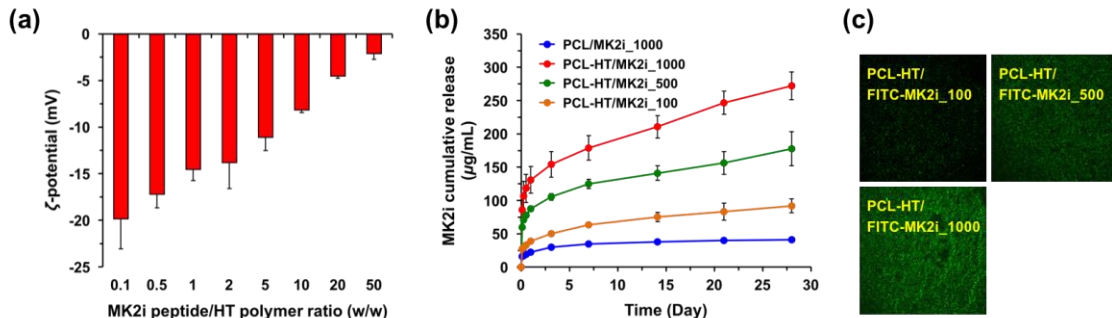 (a)
0
-5
-10
-15
-20
-25
ζ-potential (mV)
0.1 0.5 1 2 5 10 20 50
MK2i peptide/HT polymer ratio (w/w)
(b)
350
300
250
200
150
100
50
0
MK2i cumulative release
(µg/mL)
PCL/MK2i_1000
PCL-HT/MK2i_1000
PCL-HT/MK2i_500
PCL-HT/MK2i_100
0 5 10 15 20 25 30
Time (Day)
(c)
PCL-HT/
FITC-MK2i_100
PCL-HT/
FITC-MK2i_500
PCL-HT/
FITC-MK2i_1000